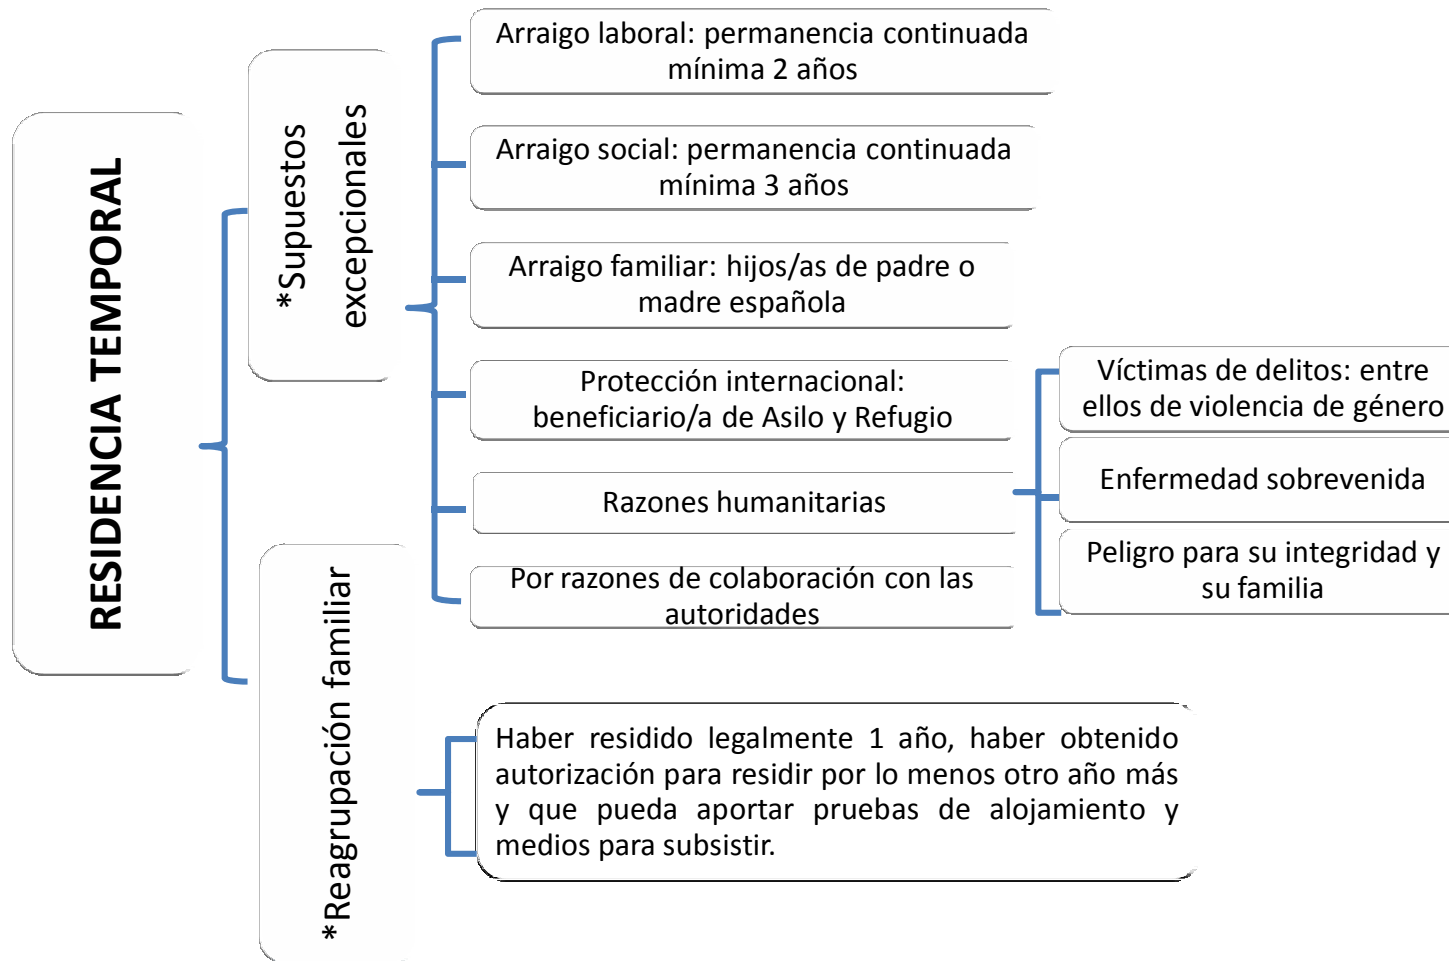 RESIDENCIA TEMPORAL
*Supuestos
excepcionales
Arraigo laboral: permanencia continuada
mínima 2 años
Arraigo social: permanencia continuada
mínima 3 años
Arraigo familiar: hijos/as de padre o
madre española
Protección internacional:
beneficiario/a de Asilo y Refugio
Razones humanitarias
Víctimas de delitos: entre
ellos de violencia de género
Enfermedad sobrevenida
Peligro para su integridad y
su familia
Por razones de colaboración con las
autoridades
*Reagrupación familiar
Haber residido legalmente 1 año, haber obtenido
autorización para residir por lo menos otro año más
y que pueda aportar pruebas de alojamiento y
medios para subsistir.